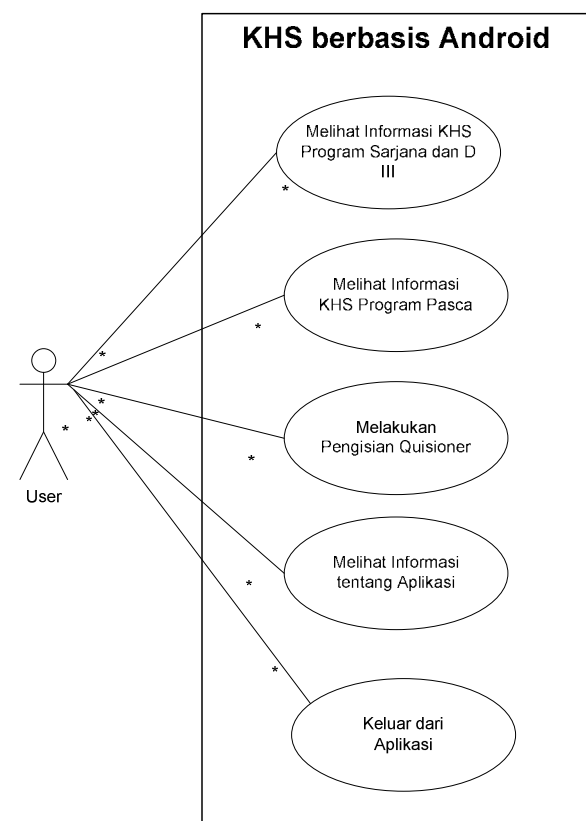 KHS berbasis Android
Melihat Informasi KHS
Program Sarjana dan D
III
*
Melihat Informasi
KHS Program Pasca
*
*
Melakukan
Pengisian Quisioner
*
*
*
*
*
User
Melihat Informasi
tentang Aplikasi
*
*
Keluar dari
Aplikasi